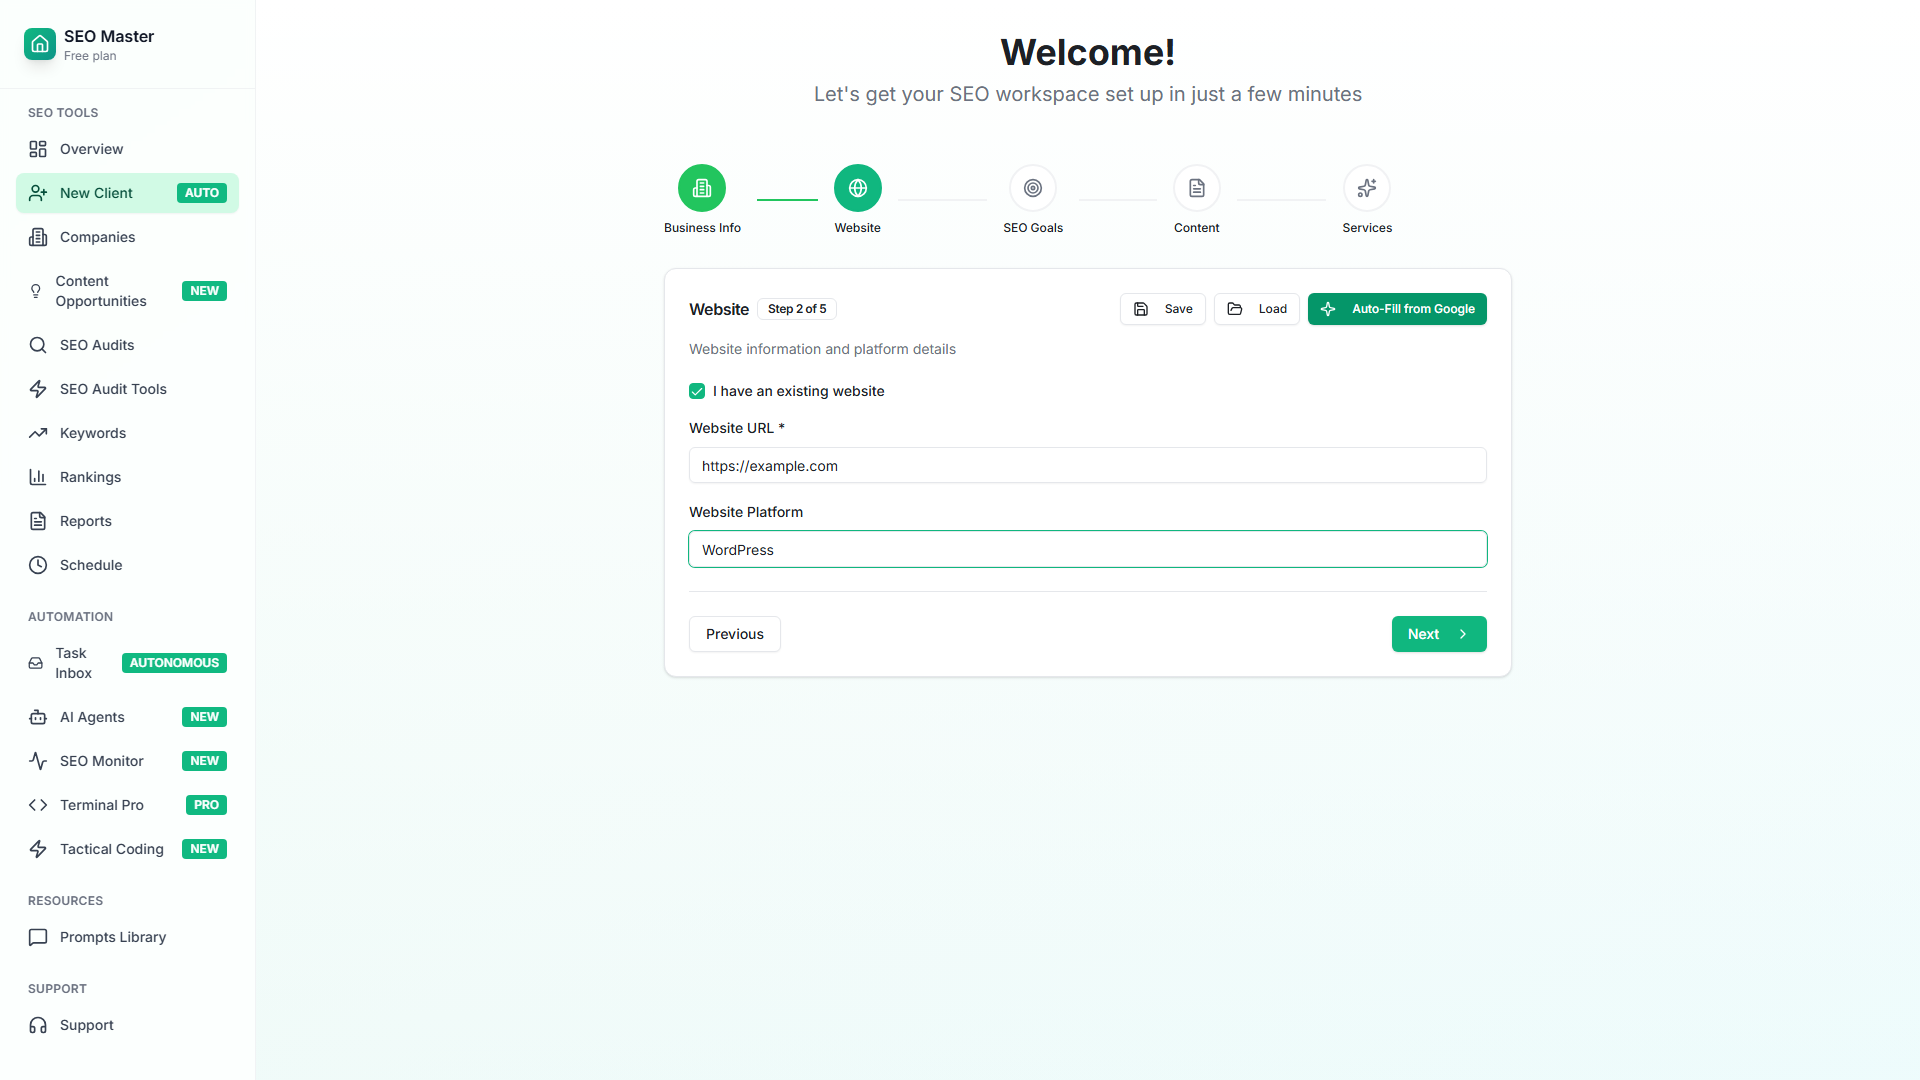 SEO Master
Free plan
SEO TOOLS
Overview
New Client
AUTO
Companies
Content
Opportunities
NEW
SEO Audits
SEO Audit Tools
Keywords
Rankings
Reports
Schedule
AUTOMATION
Task
Inbox
AUTONOMOUS
AI Agents
NEW
SEO Monitor
NEW
Terminal Pro
PRO
Tactical Coding
NEW
RESOURCES
Prompts Library
SUPPORT
Support
Welcome!
Let's get your SEO workspace set up in just a few minutes
Business Info
Website
SEO Goals
Content
Services
Website
Step 2 of 5
Save
Load
Auto-Fill from Google
Website information and platform details
I have an existing website
Website URL *
https://example.com
Website Platform
WordPress
Previous
Next